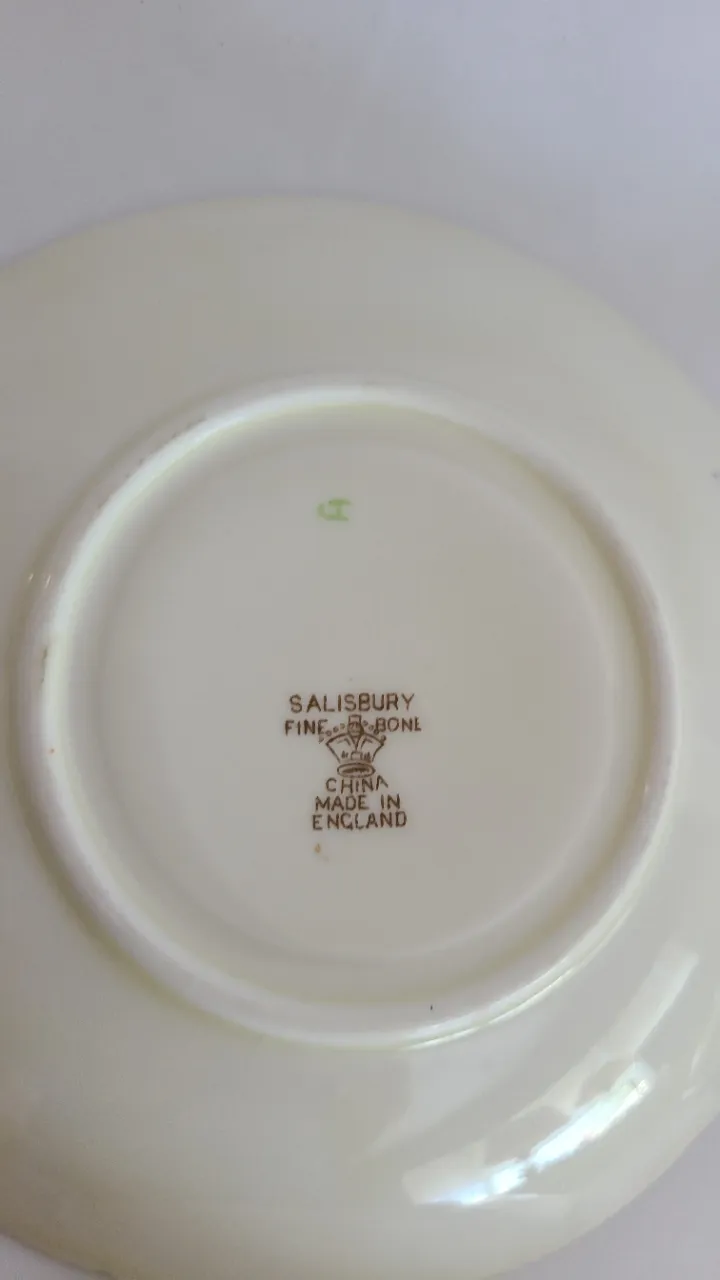 SALISBURY
FINE BONE
CHINA
MADE IN
ENGLAND